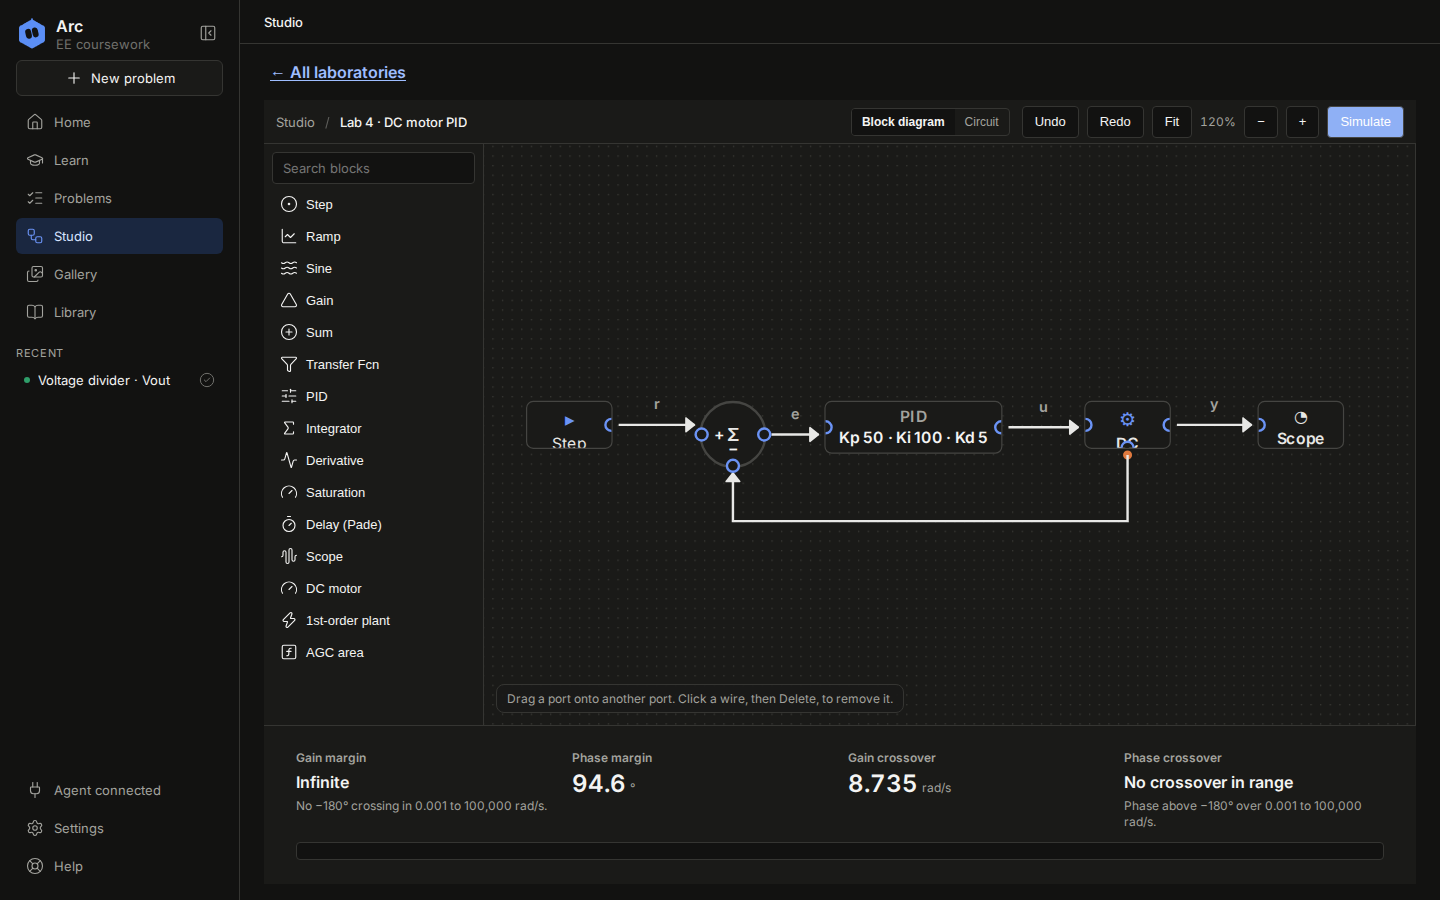 Arc
EE coursework
New problem
Home
Learn
Problems
Studio
Gallery
Library
RECENT
Voltage divider · Vout
Agent connected
Settings
Help
Studio
← All laboratories
Studio / Lab 4 · DC motor PID
Block diagram
Circuit
Undo
Redo
Fit
120%
−
+
Simulate
Search blocks
Step
Ramp
Sine
Gain
Sum
Transfer Fcn
PID
Integrator
Derivative
Saturation
Delay (Pade)
Scope
DC motor
1st-order plant
AGC area
Step
r
+ Σ
−
e
PID
Kp 50 · Ki 100 · Kd 5
u
DC
y
Scope
Drag a port onto another port. Click a wire, then Delete, to remove it.
Gain margin
Infinite
No −180° crossing in 0.001 to 100,000 rad/s.
Phase margin
94.6 °
Gain crossover
8.735 rad/s
Phase crossover
No crossover in range
Phase above −180° over 0.001 to 100,000
rad/s.